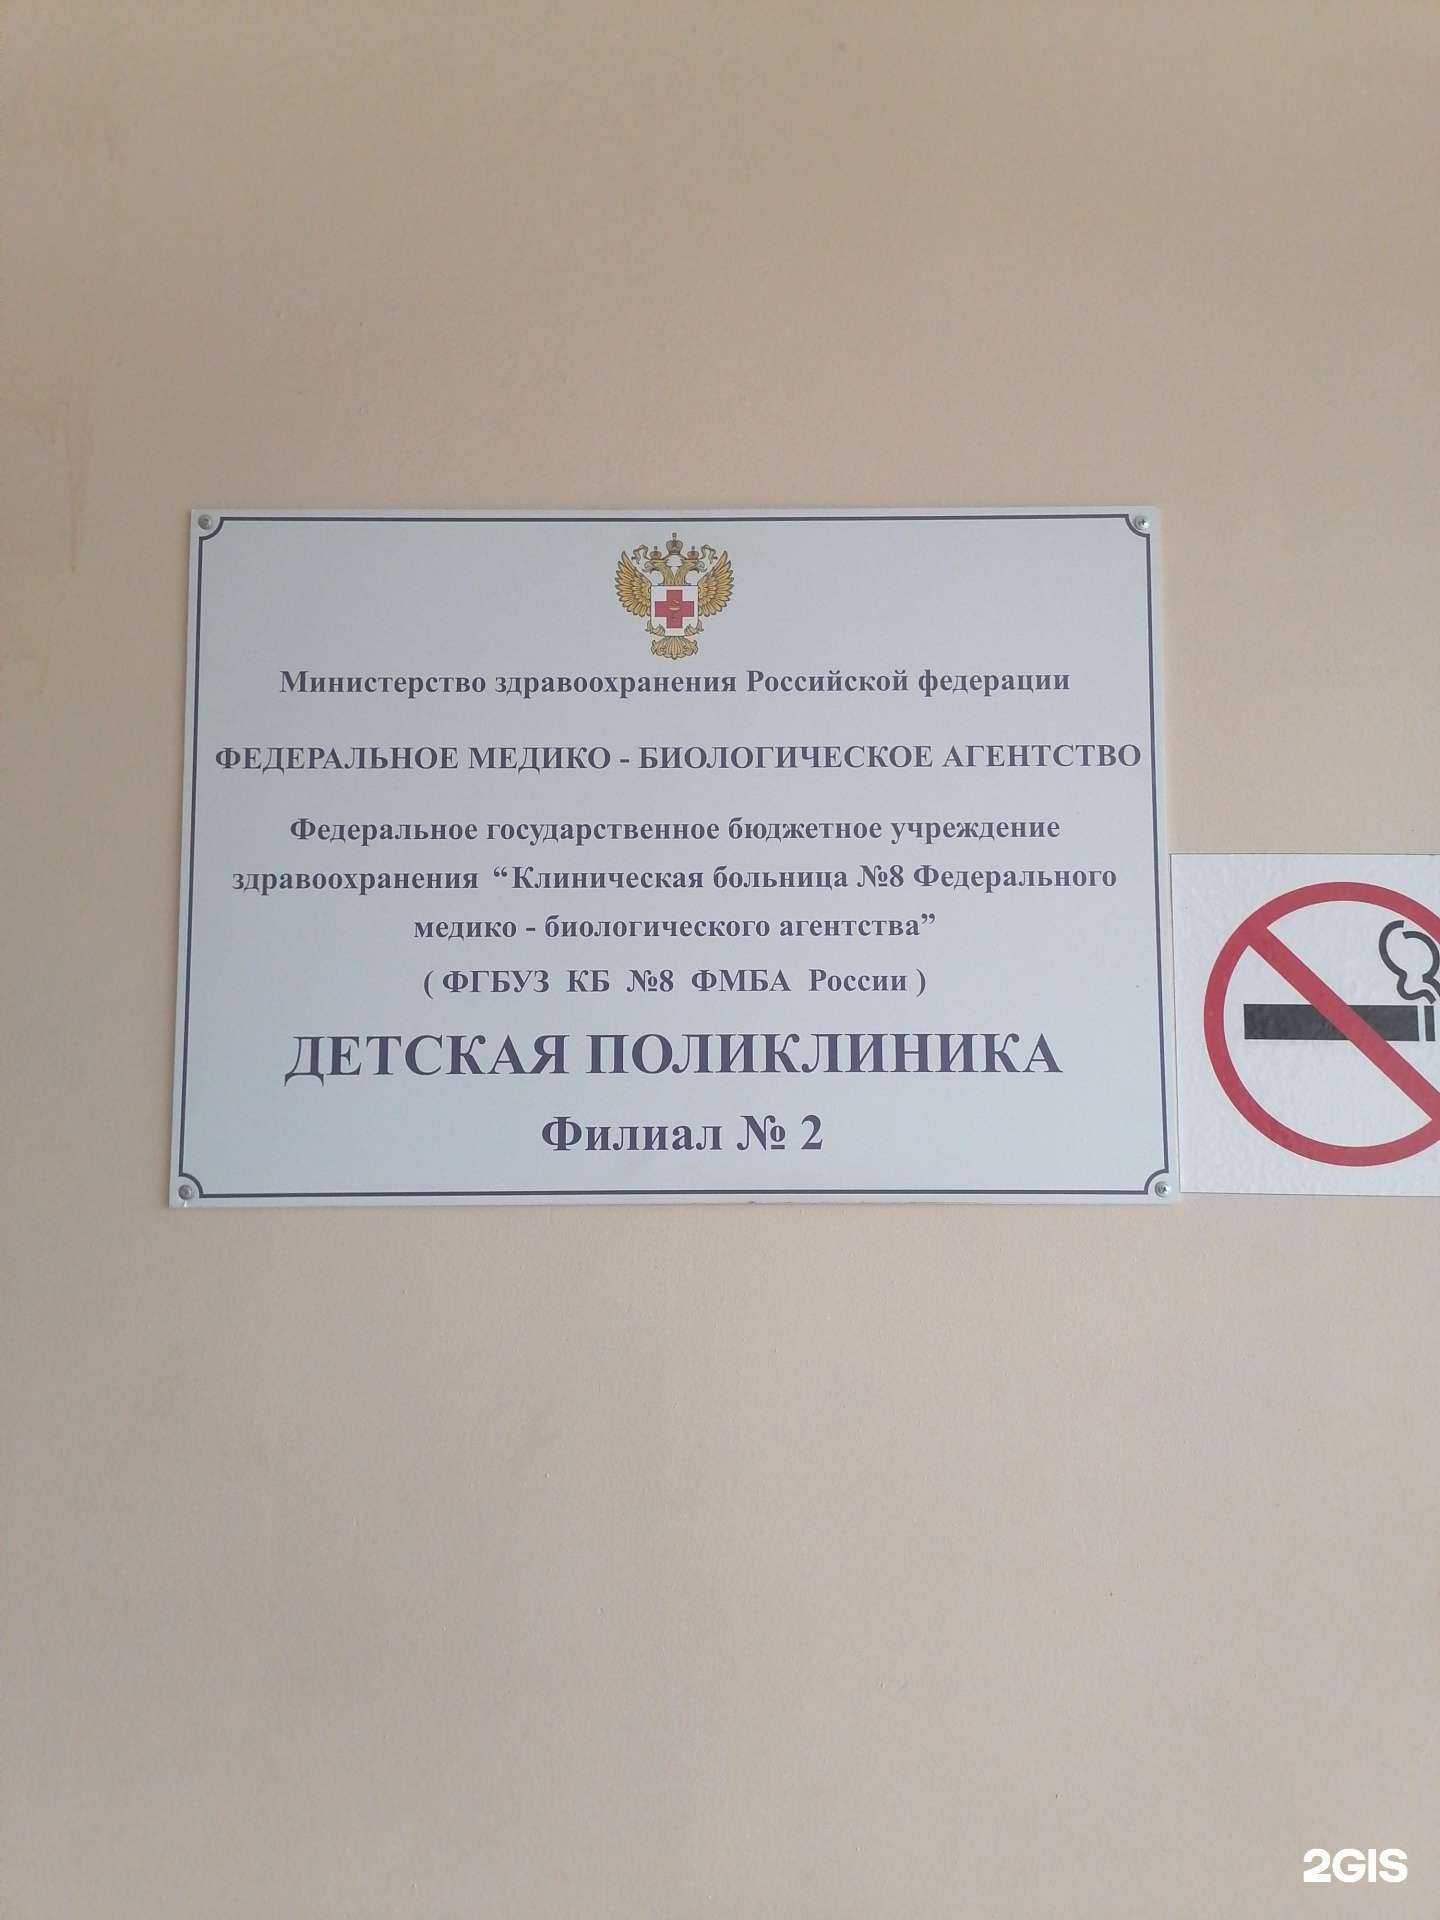 Министерство здравоохранения Российской федерации
ФЕДЕРАЛЬНОЕ МЕДИКО - БИОЛОГИЧЕСКОЕ АГЕНТСТВО
Федеральное государственное бюджетное учреждение
здравоохранения “Клиническая больница №8 Федерального
медико - биологического агентства”
( ФГБУЗ КБ №8 ФМБА России )
ДЕТСКАЯ ПОЛИКЛИНИКА
Филиал № 2
2GIS